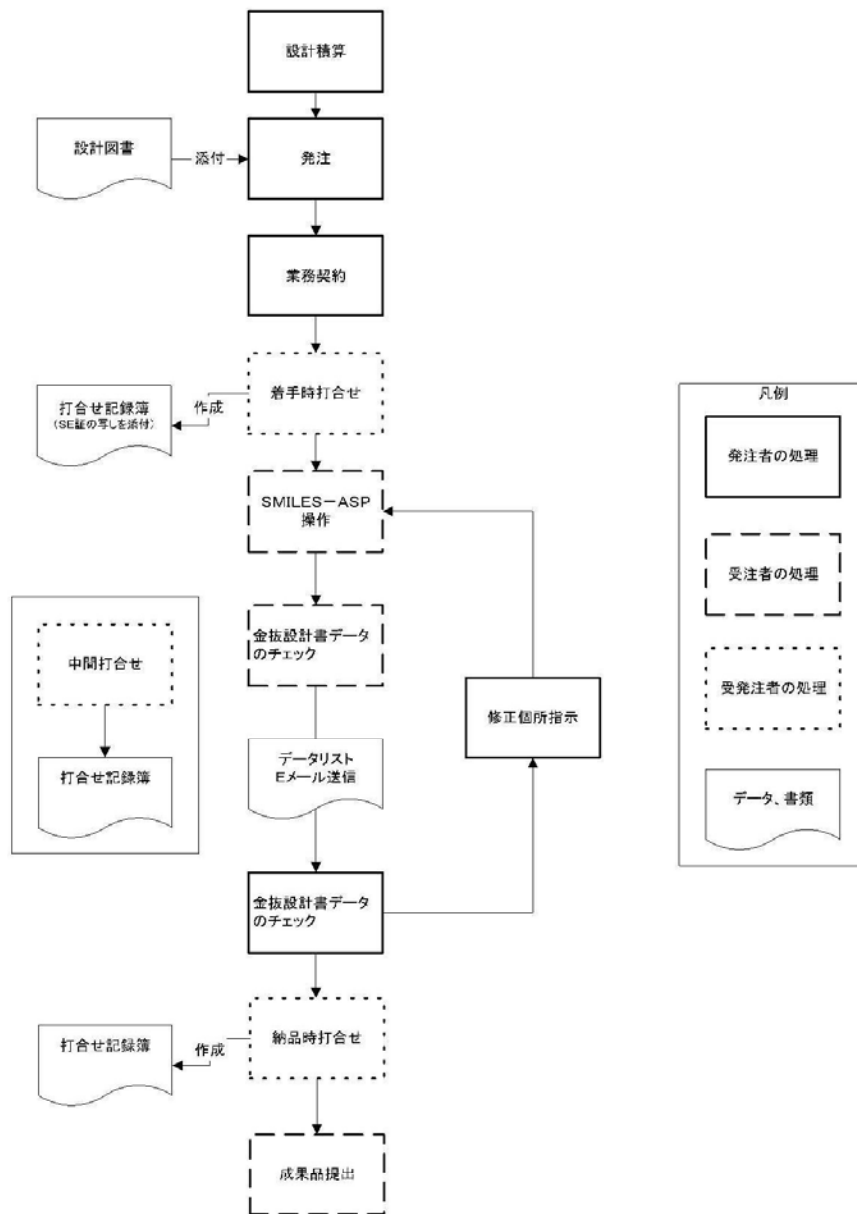 設計積算
設計図書
添付
発注
業務契約
着手時打合せ
作成
打合せ記録簿
(SE証の写しを添付)
凡例
発注者の処理
SMILES－ASP
操作
受注者の処理
金抜設計書データ
のチェック
中間打合せ
受発注者の処理
修正個所指示
データリスト
Eメール送信
打合せ記録簿
データ、書類
金抜設計書データ
のチェック
納品時打合せ
作成
打合せ記録簿
成果品提出